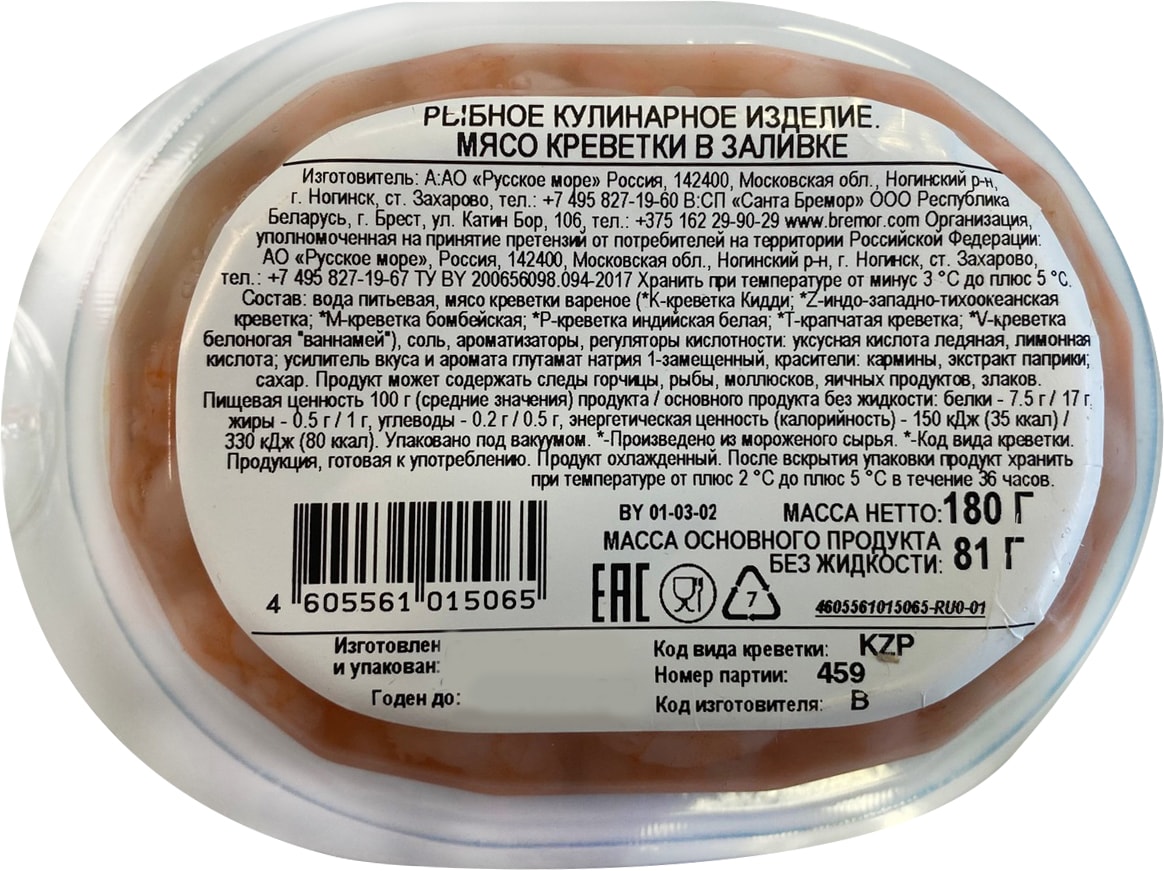 РЫБНОЕ КУЛИНАРНОЕ ИЗДЕЛИЕ.
МЯСО КРЕВЕТКИ В ЗАЛИВКЕ
Изготовитель: А:АО «Русское море» Россия, 142400, Московская обл., Ногинский р-н,
г. Ногинск, ст. Захарово, тел.: +7 495 827-19-60 В:СП «Санта Бремор» ООО Республика
Беларусь, г. Брест, ул. Катин Бор, 106, тел.: +375 162 29-90-29 www.bremor.com Организация,
уполномоченная на принятие претензий от потребителей на территории Российской Федерации:
АО «Русское море», Россия, 142400, Московская обл., Ногинский р-н, г. Ногинск, ст. Захарово,
тел.: +7 495 827-19-67 ТУ BY 200656098.094-2017 Хранить при температуре от минус 3 °С до плюс 5 °С.
Состав: вода питьевая, мясо креветки вареное (*K-креветка Кидди; *Z-индо-западно-тихоокеанская
креветка; *M-креветка бомбейская; *P-креветка индийская белая; *T-крапчатая креветка; *V-креветка
белоногая "ваннамей"), соль, ароматизаторы, регуляторы кислотности: уксусная кислота ледяная, лимонная
кислота; усилитель вкуса и аромата глутамат натрия 1-замещенный, красители: кармины, экстракт паприки;
сахар. Продукт может содержать следы горчицы, рыбы, моллюсков, яичных продуктов, злаков.
Пищевая ценность 100 г (средние значения) продукта / основного продукта без жидкости: белки - 7.5 г / 17 г,
жиры - 0.5 г / 1 г, углеводы - 0.2 г / 0.5 г, энергетическая ценность (калорийность) - 150 кДж (35 ккал) /
330 кДж (80 ккал). Упаковано под вакуумом. *-Произведено из мороженого сырья. *-Код вида креветки.
Продукция, готовая к употреблению. Продукт охлажденный. После вскрытия упаковки продукт хранить
при температуре от плюс 2 °С до плюс 5 °С в течение 36 часов.
BY 01-03-02 МАССА НЕТТО: 180 Г
МАССА ОСНОВНОГО ПРОДУКТА
БЕЗ ЖИДКОСТИ: 81 Г
EAC 7
4605561015065-RU0-01
4 605561 015065
Изготовлен
и упакован:
Годен до:
Код вида креветки: KZP
Номер партии: 459
Код изготовителя: В